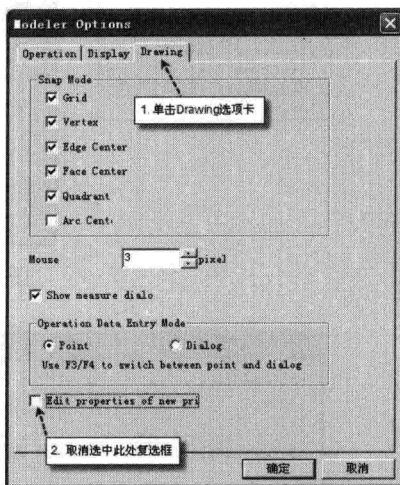 Modeler Options
Operation Display Drawing
Snap Mode
Grid
1. 单击Drawing选项卡
Vertex
Edge Center
Face Center
Quadrant
Arc Cent
Mouse 3 pixel
Show measure dialo
Operation Data Entry Mode
Point Dialog
Use F3/F4 to switch between point and dialog
Edit properties of new pri
2. 取消选中此处复选框
确定 取消